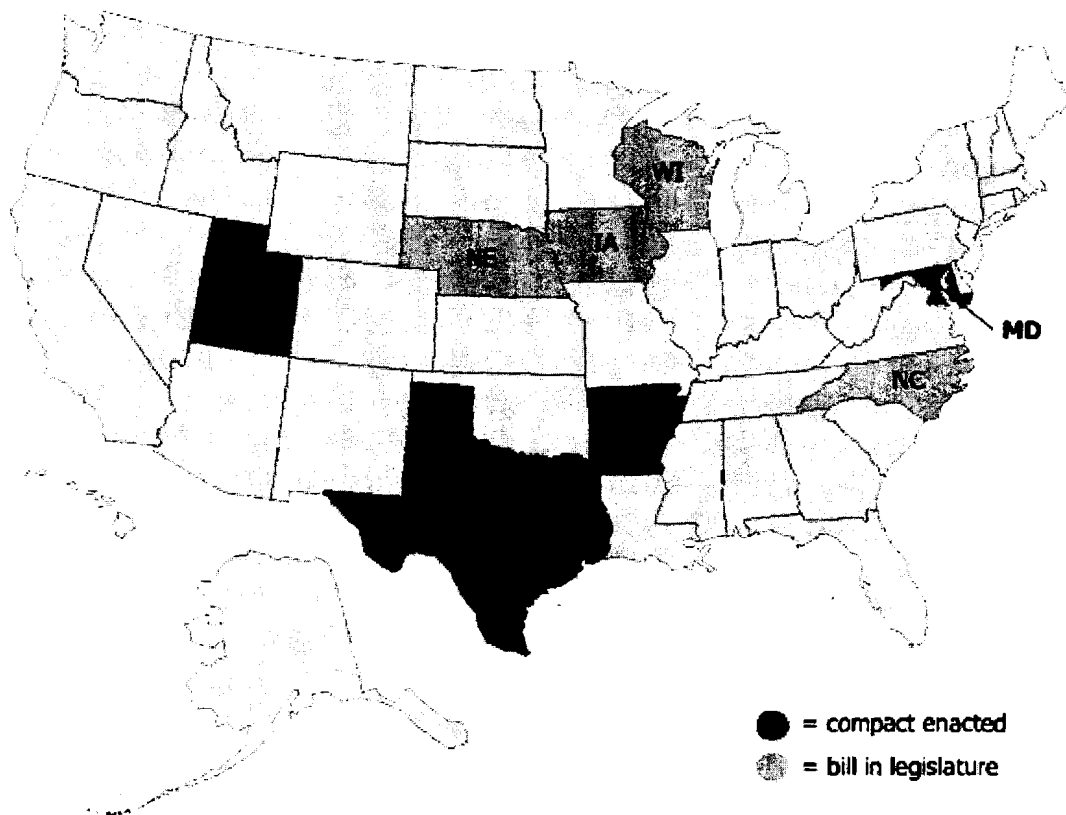 WI
IA
NE
MD
NC
= compact enacted
= bill in legislature